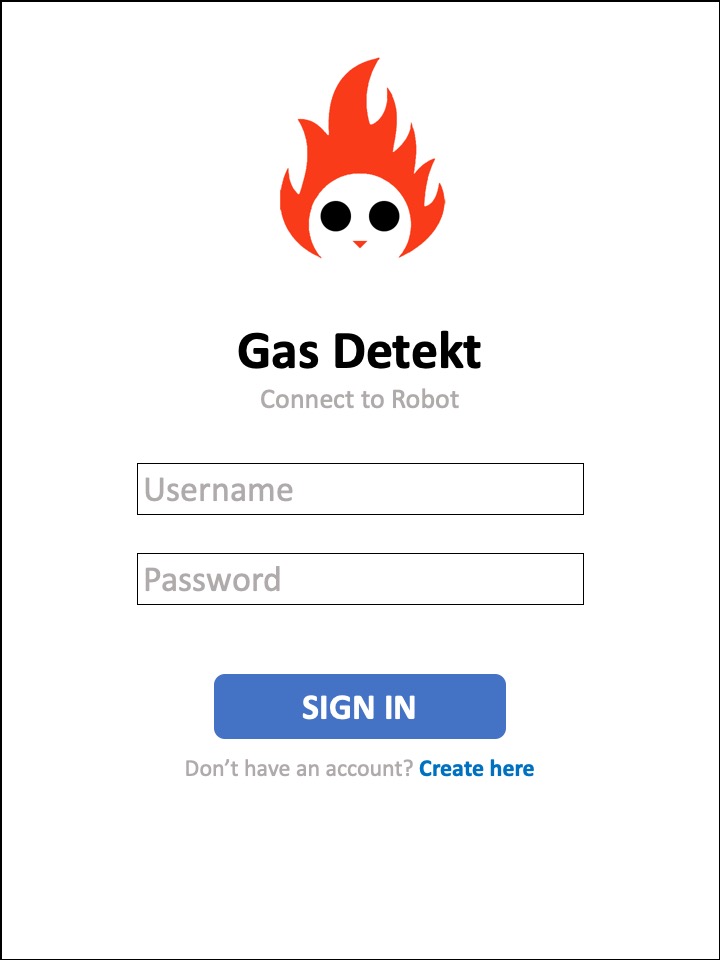 Gas Detekt
Connect to Robot
Username
Password
SIGN IN
Don’t have an account? Create here